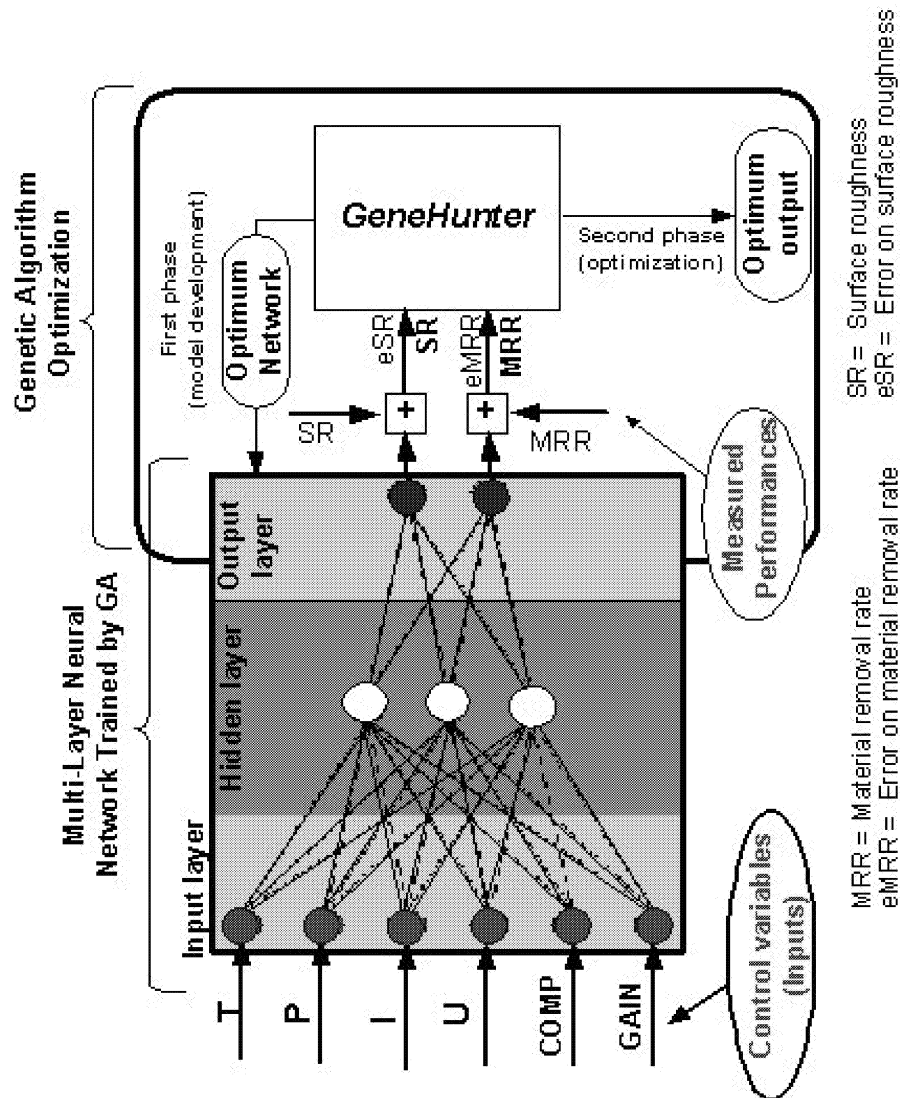 Multi-Layer Neural
Network Trained by GA
Genetic Algorithm
Optimization
Input layer
Hidden layer
Output
layer
First phase
(model development)
Optimum
Network
T
P
I
U
COMP
GAIN
SR
eSR
SR
eMRR
MRR
MRR
+
+
GeneHunter
Second phase
(optimization)
Optimum
output
Control variables
(Inputs)
Measured
Performances
MRR = Material removal rate
eMRR = Error on material removal rate
SR = Surface roughness
eSR = Error on surface roughness